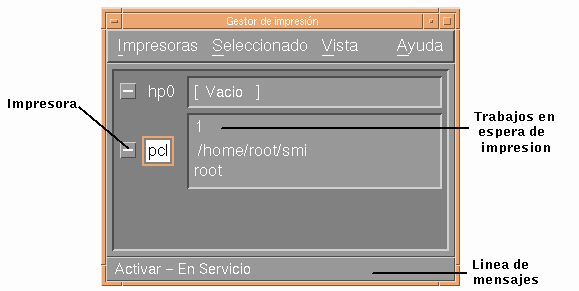 Gestor de impresión
Impresoras Seleccionado Vista Ayuda
hp0 [ Vacio ]
Impresora
1
Trabajos en
espera de
impresion
pcl /home/root/smi
root
Activar – En Servicio
Linea de
mensajes